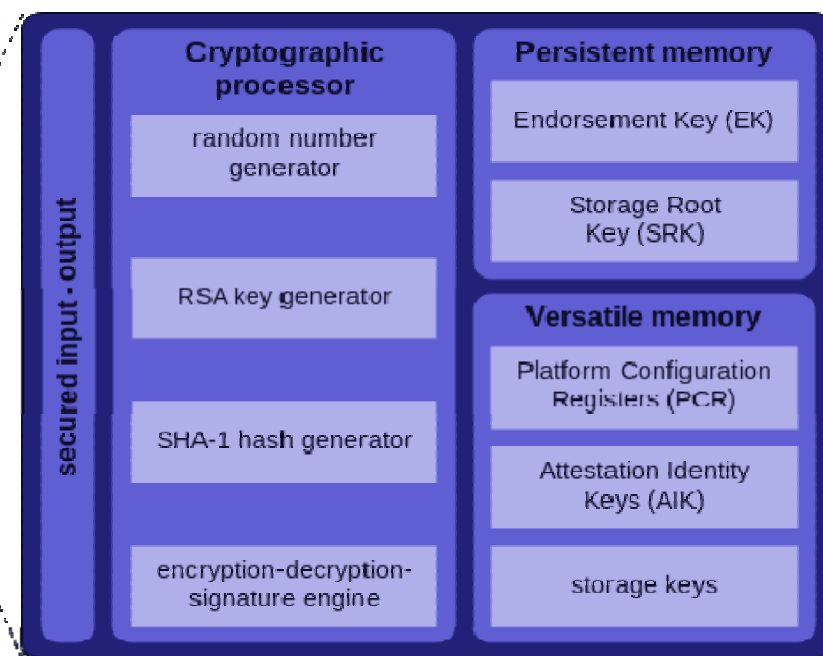 secured input - output
Cryptographic
processor
random number
generator
RSA key generator
SHA-1 hash generator
encryption-decryption-
signature engine
Persistent memory
Endorsement Key (EK)
Storage Root
Key (SRK)
Versatile memory
Platform Configuration
Registers (PCR)
Attestation Identity
Keys (AIK)
storage keys